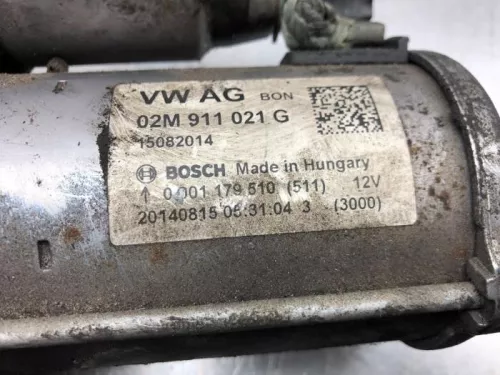 VW AG BON
02M 911 021 G
15082014
BOSCH Made in Hungary
0 001 179 510 (511) 12V
20140815 06:31:04 3 (3000)